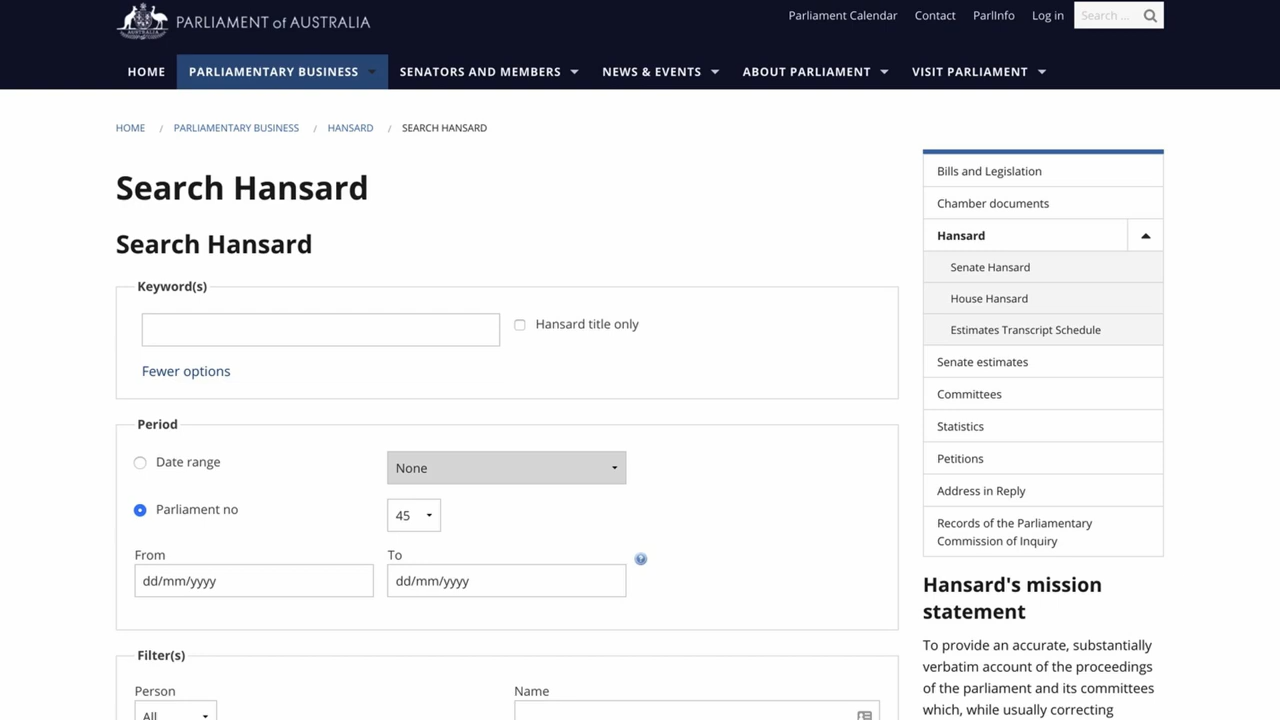 PARLIAMENT of AUSTRALIA
Parliament Calendar Contact ParlInfo Log in Search ...
HOME PARLIAMENTARY BUSINESS SENATORS AND MEMBERS NEWS & EVENTS ABOUT PARLIAMENT VISIT PARLIAMENT
HOME / PARLIAMENTARY BUSINESS / HANSARD / SEARCH HANSARD
Search Hansard
Search Hansard
Keyword(s)
Hansard title only
Fewer options
Period
Date range None
Parliament no 45
From To
dd/mm/yyyy dd/mm/yyyy
Filter(s)
Person Name
All
Bills and Legislation
Chamber documents
Hansard
Senate Hansard
House Hansard
Estimates Transcript Schedule
Senate estimates
Committees
Statistics
Petitions
Address in Reply
Records of the Parliamentary
Commission of Inquiry
Hansard's mission
statement
To provide an accurate, substantially
verbatim account of the proceedings
of the parliament and its committees
which, while usually correcting